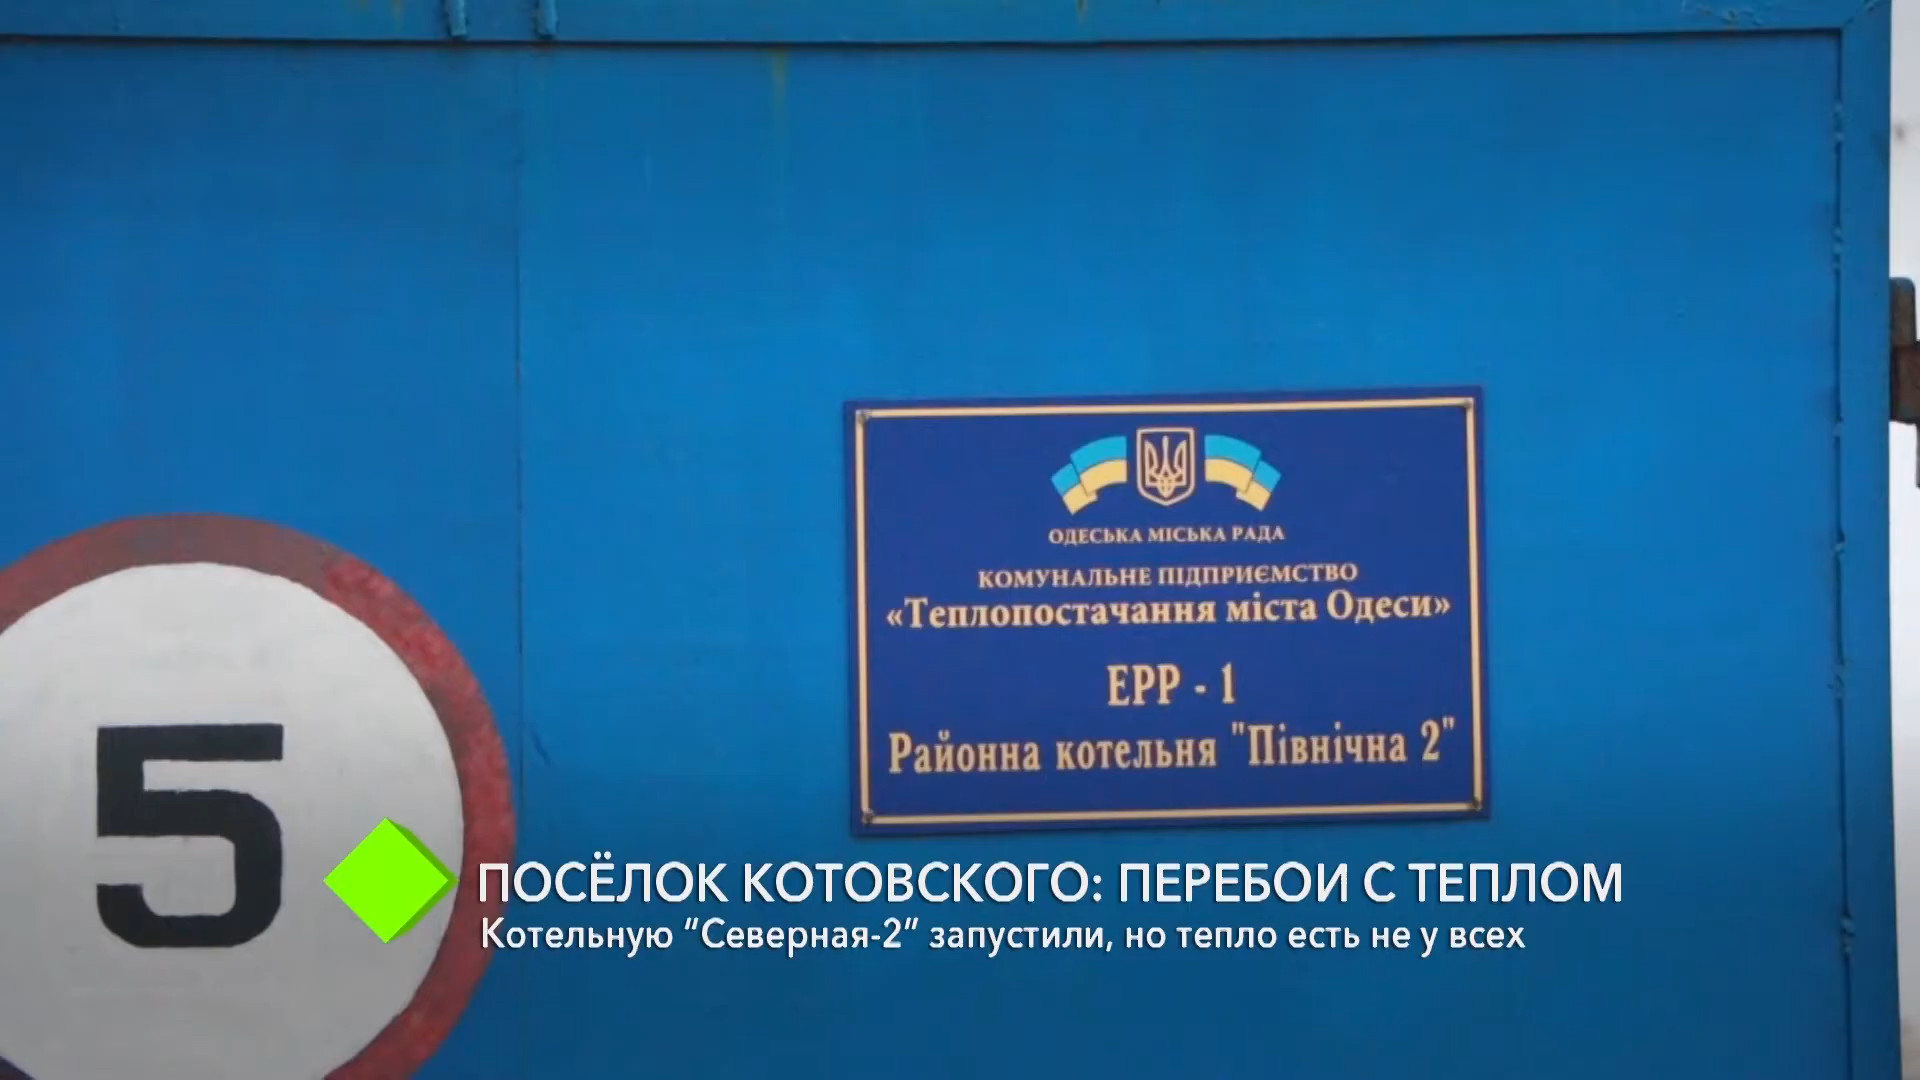 ОДЕСЬКА МІСЬКА РАДА
КОМУНАЛЬНЕ ПІДПРИЄМСТВО
«Теплопостачання міста Одеси»
ЕРР - 1
Районна котельня "Північна 2"
5
ПОСЁЛОК КОТОВСКОГО: ПЕРЕБОИ С ТЕПЛОМ
Котельную "Северная-2" запустили, но тепло есть не у всех